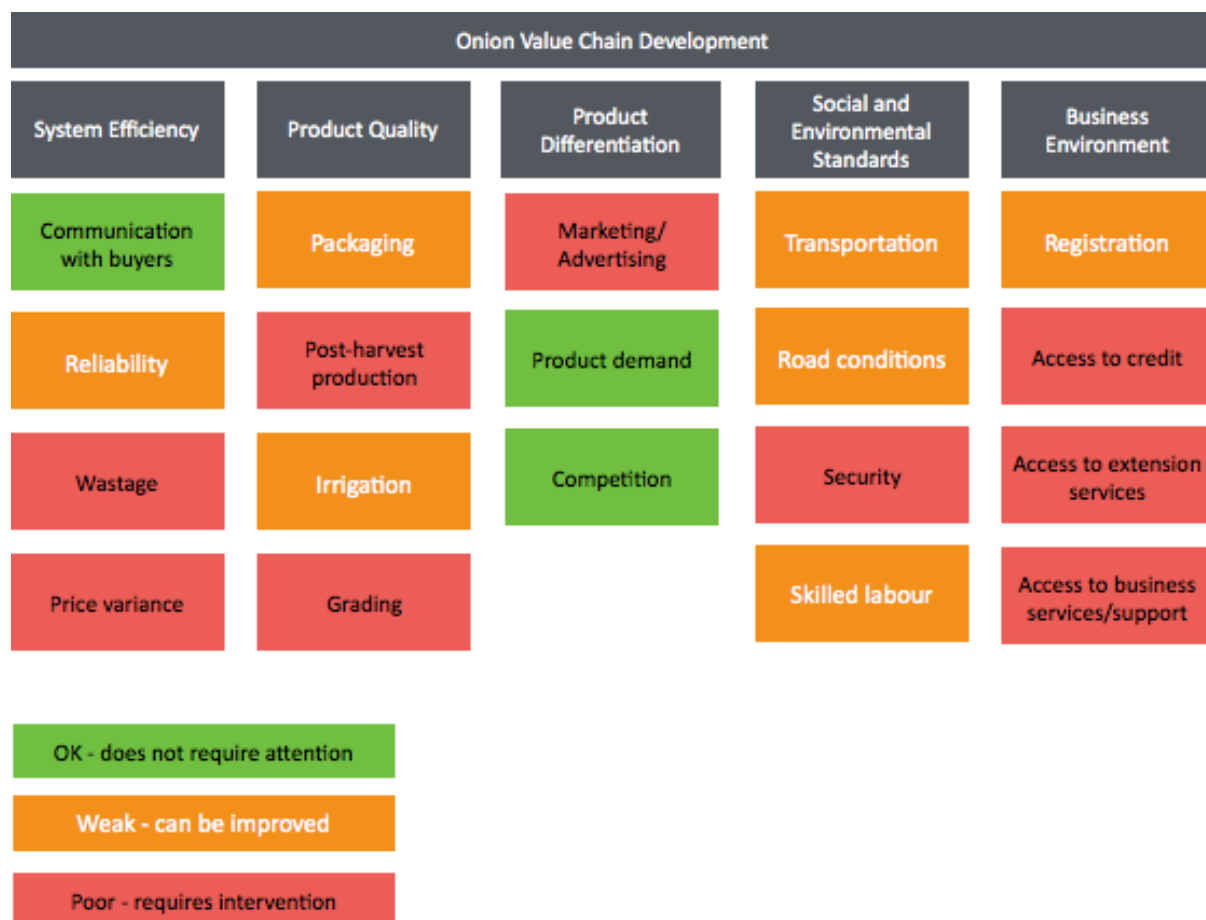 Onion Value Chain Development
System Efficiency
Product Quality
Product
Differentiation
Social and
Environmental
Standards
Business
Environment
Communication
with buyers
Packaging
Marketing/
Advertising
Transportation
Registration
Reliability
Post-harvest
production
Product demand
Road conditions
Access to credit
Wastage
Irrigation
Competition
Security
Access to extension
services
Price variance
Grading
Skilled labour
Access to business
services/support
OK - does not require attention
Weak - can be improved
Poor - requires intervention